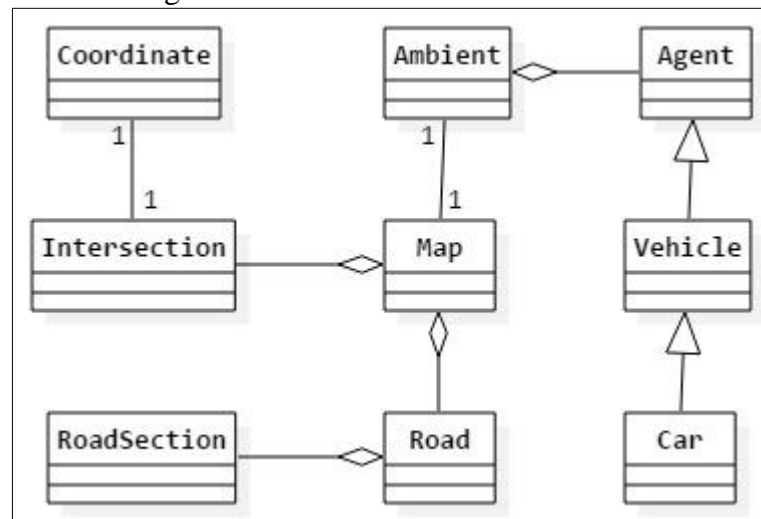 Coordinate
Ambient
Agent
1
1
1
1
Intersection
Map
Vehicle
RoadSection
Road
Car